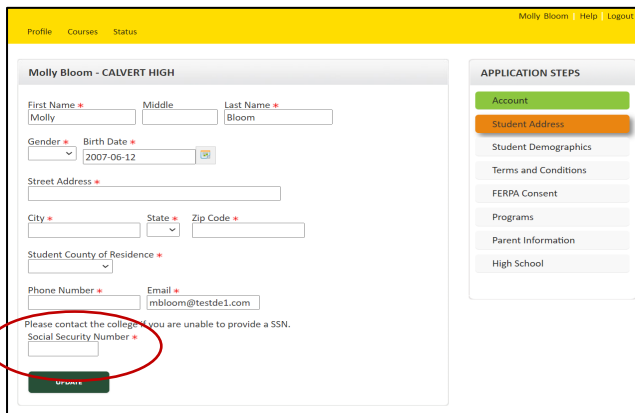 Molly Bloom | Help | Logout
Profile Courses Status
Molly Bloom - CALVERT HIGH
First Name * Middle Last Name *
Molly Bloom
Gender * Birth Date *
2007-06-12
Street Address *
City * State * Zip Code *
Student County of Residence *
Phone Number * Email *
mbloom@testde1.com
Please contact the college if you are unable to provide a SSN.
Social Security Number *
UPDATE
APPLICATION STEPS
Account
Student Address
Student Demographics
Terms and Conditions
FERPA Consent
Programs
Parent Information
High School